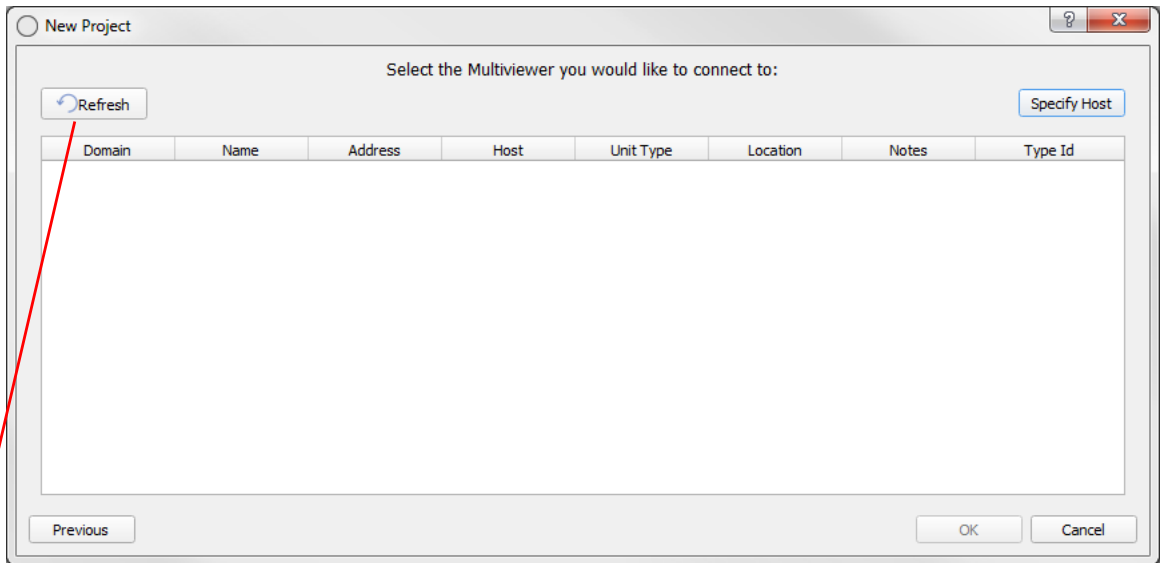 New Project
Select the Multiviewer you would like to connect to:
Refresh
Specify Host
Domain Name Address Host Unit Type Location Notes Type Id
Previous
OK
Cancel